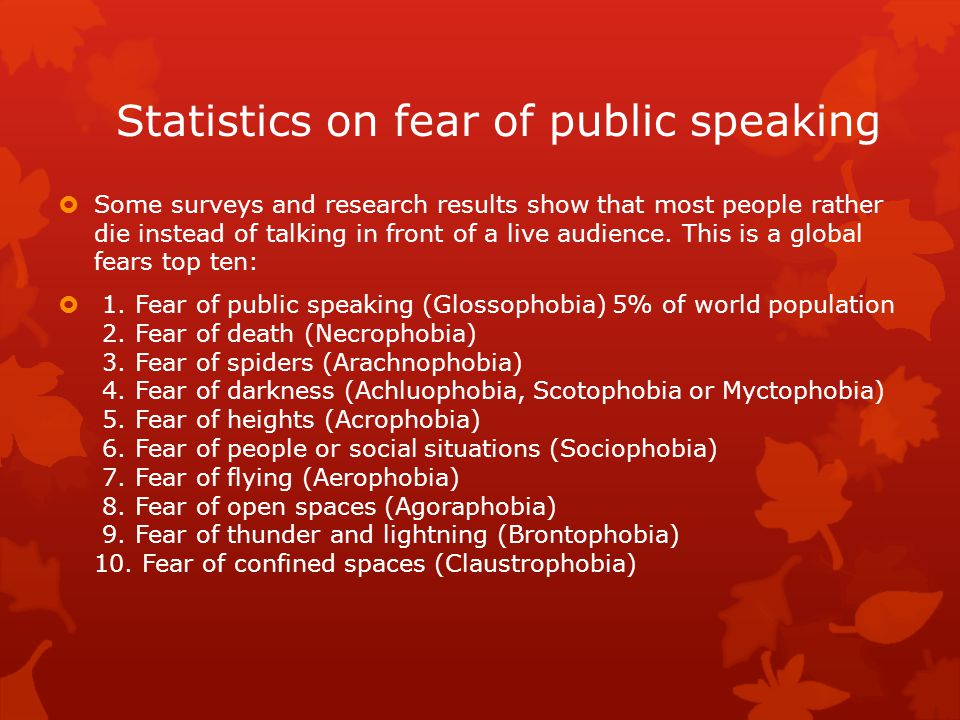 Statistics on fear of public speaking
Some surveys and research results show that most people rather
die instead of talking in front of a live audience. This is a global
fears top ten:
1. Fear of public speaking (Glossophobia) 5% of world population
2. Fear of death (Necrophobia)
3. Fear of spiders (Arachnophobia)
4. Fear of darkness (Achluophobia, Scotophobia or Myctophobia)
5. Fear of heights (Acrophobia)
6. Fear of people or social situations (Sociophobia)
7. Fear of flying (Aerophobia)
8. Fear of open spaces (Agoraphobia)
9. Fear of thunder and lightning (Brontophobia)
10. Fear of confined spaces (Claustrophobia)